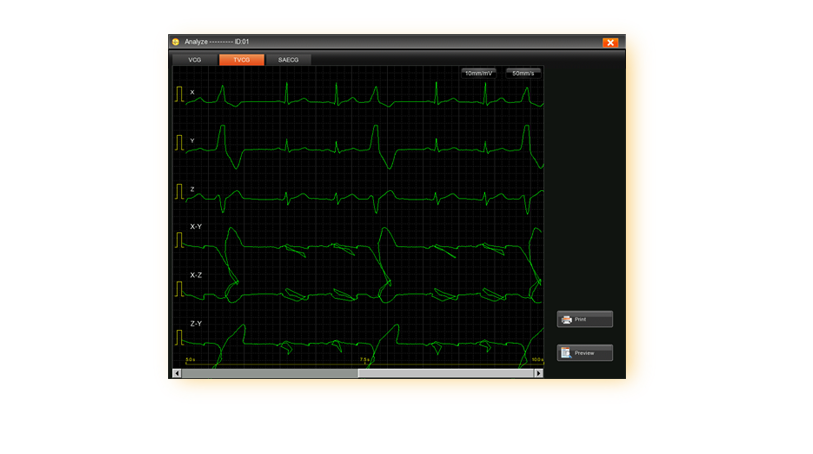 Analyze --------- ID:01
VCG TVCG SAECG
10mm/mV 50mm/s
X
Y
Z
X-Y
X-Z
Z-Y
5.0 s 7.5 s 10.0 s
Print
Preview